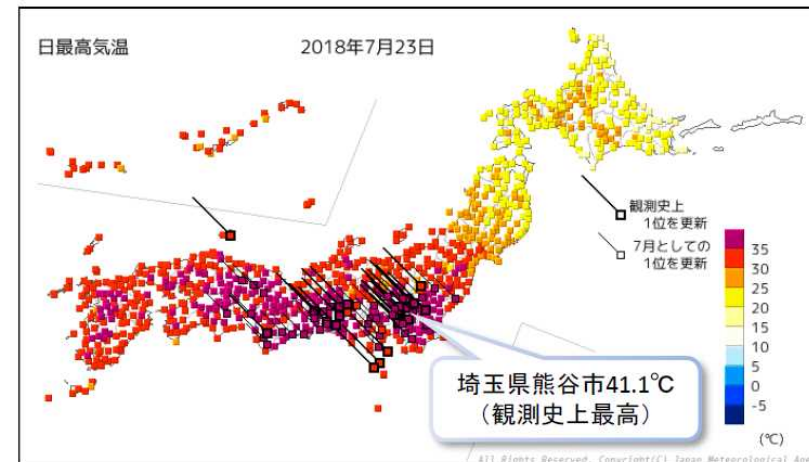 日最高気温
2018年7月23日
観測史上
1位を更新
7月としての
1位を更新
35
30
25
20
15
10
5
0
-5
(℃)
埼玉県熊谷市41.1℃
（観測史上最高）
All Rights Reserved. Copyright(C) Japan Meteorological Age